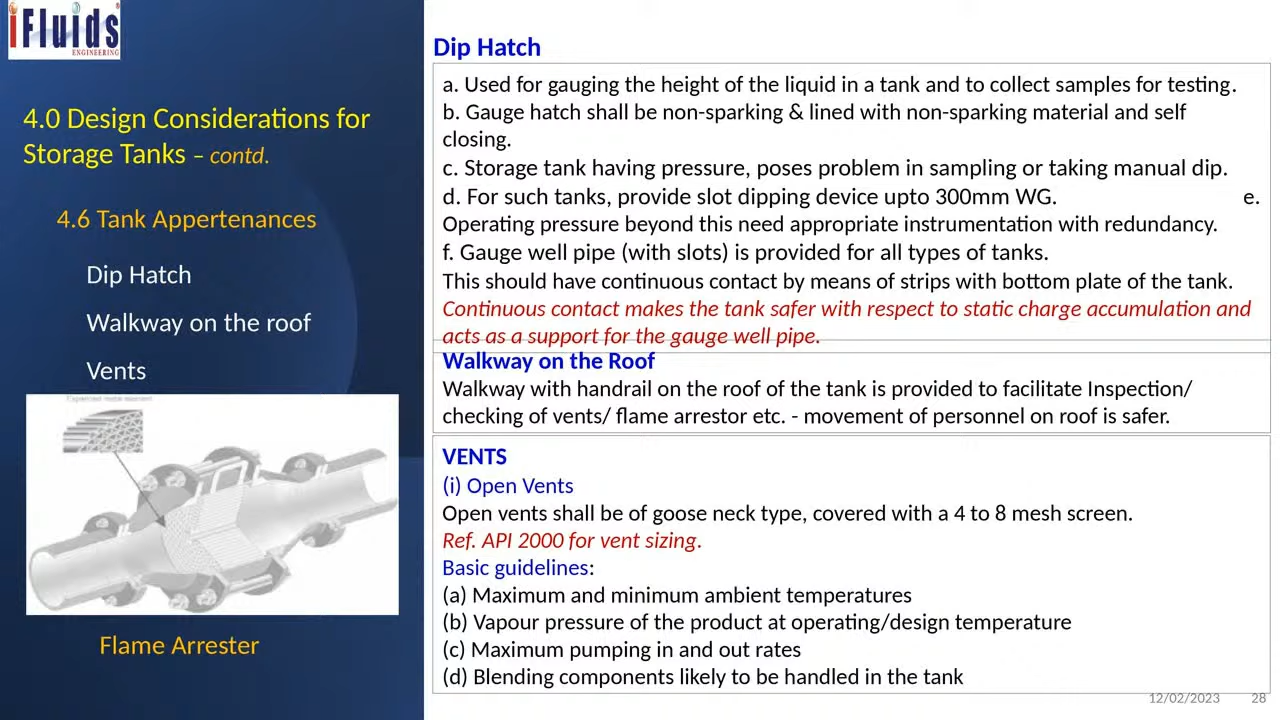 iFluids
ENGINEERING
4.0 Design Considerations for
Storage Tanks – contd.
4.6 Tank Appertenances
Dip Hatch
Walkway on the roof
Vents
Expanded metal element
Flame Arrester
Dip Hatch
a. Used for gauging the height of the liquid in a tank and to collect samples for testing.
b. Gauge hatch shall be non-sparking & lined with non-sparking material and self
closing.
c. Storage tank having pressure, poses problem in sampling or taking manual dip.
d. For such tanks, provide slot dipping device upto 300mm WG. e.
Operating pressure beyond this need appropriate instrumentation with redundancy.
f. Gauge well pipe (with slots) is provided for all types of tanks.
This should have continuous contact by means of strips with bottom plate of the tank.
Continuous contact makes the tank safer with respect to static charge accumulation and
acts as a support for the gauge well pipe.
Walkway on the Roof
Walkway with handrail on the roof of the tank is provided to facilitate Inspection/
checking of vents/ flame arrestor etc. - movement of personnel on roof is safer.
VENTS
(i) Open Vents
Open vents shall be of goose neck type, covered with a 4 to 8 mesh screen.
Ref. API 2000 for vent sizing.
Basic guidelines:
(a) Maximum and minimum ambient temperatures
(b) Vapour pressure of the product at operating/design temperature
(c) Maximum pumping in and out rates
(d) Blending components likely to be handled in the tank
12/02/2023 28